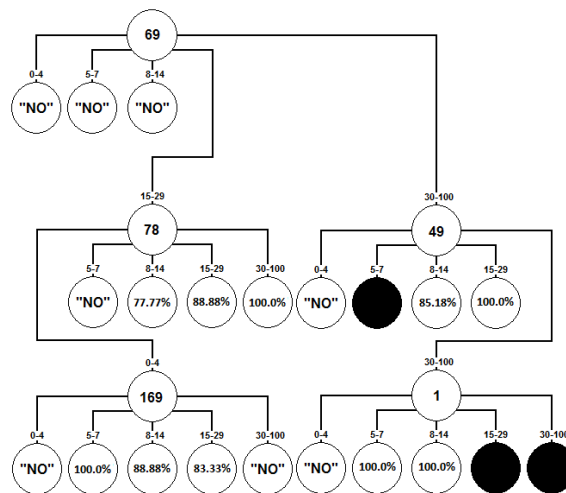 69
0-4 5-7 8-14
"NO" "NO" "NO"
15-29 30-100
78 49
5-7 8-14 15-29 30-100 0-4 5-7 8-14 15-29
"NO" 77.77% 88.88% 100.0% "NO" 85.18% 100.0%
0-4 30-100
169 1
0-4 5-7 8-14 15-29 30-100 0-4 5-7 8-14 15-29 30-100
"NO" 100.0% 88.88% 83.33% "NO" "NO" 100.0% 100.0%